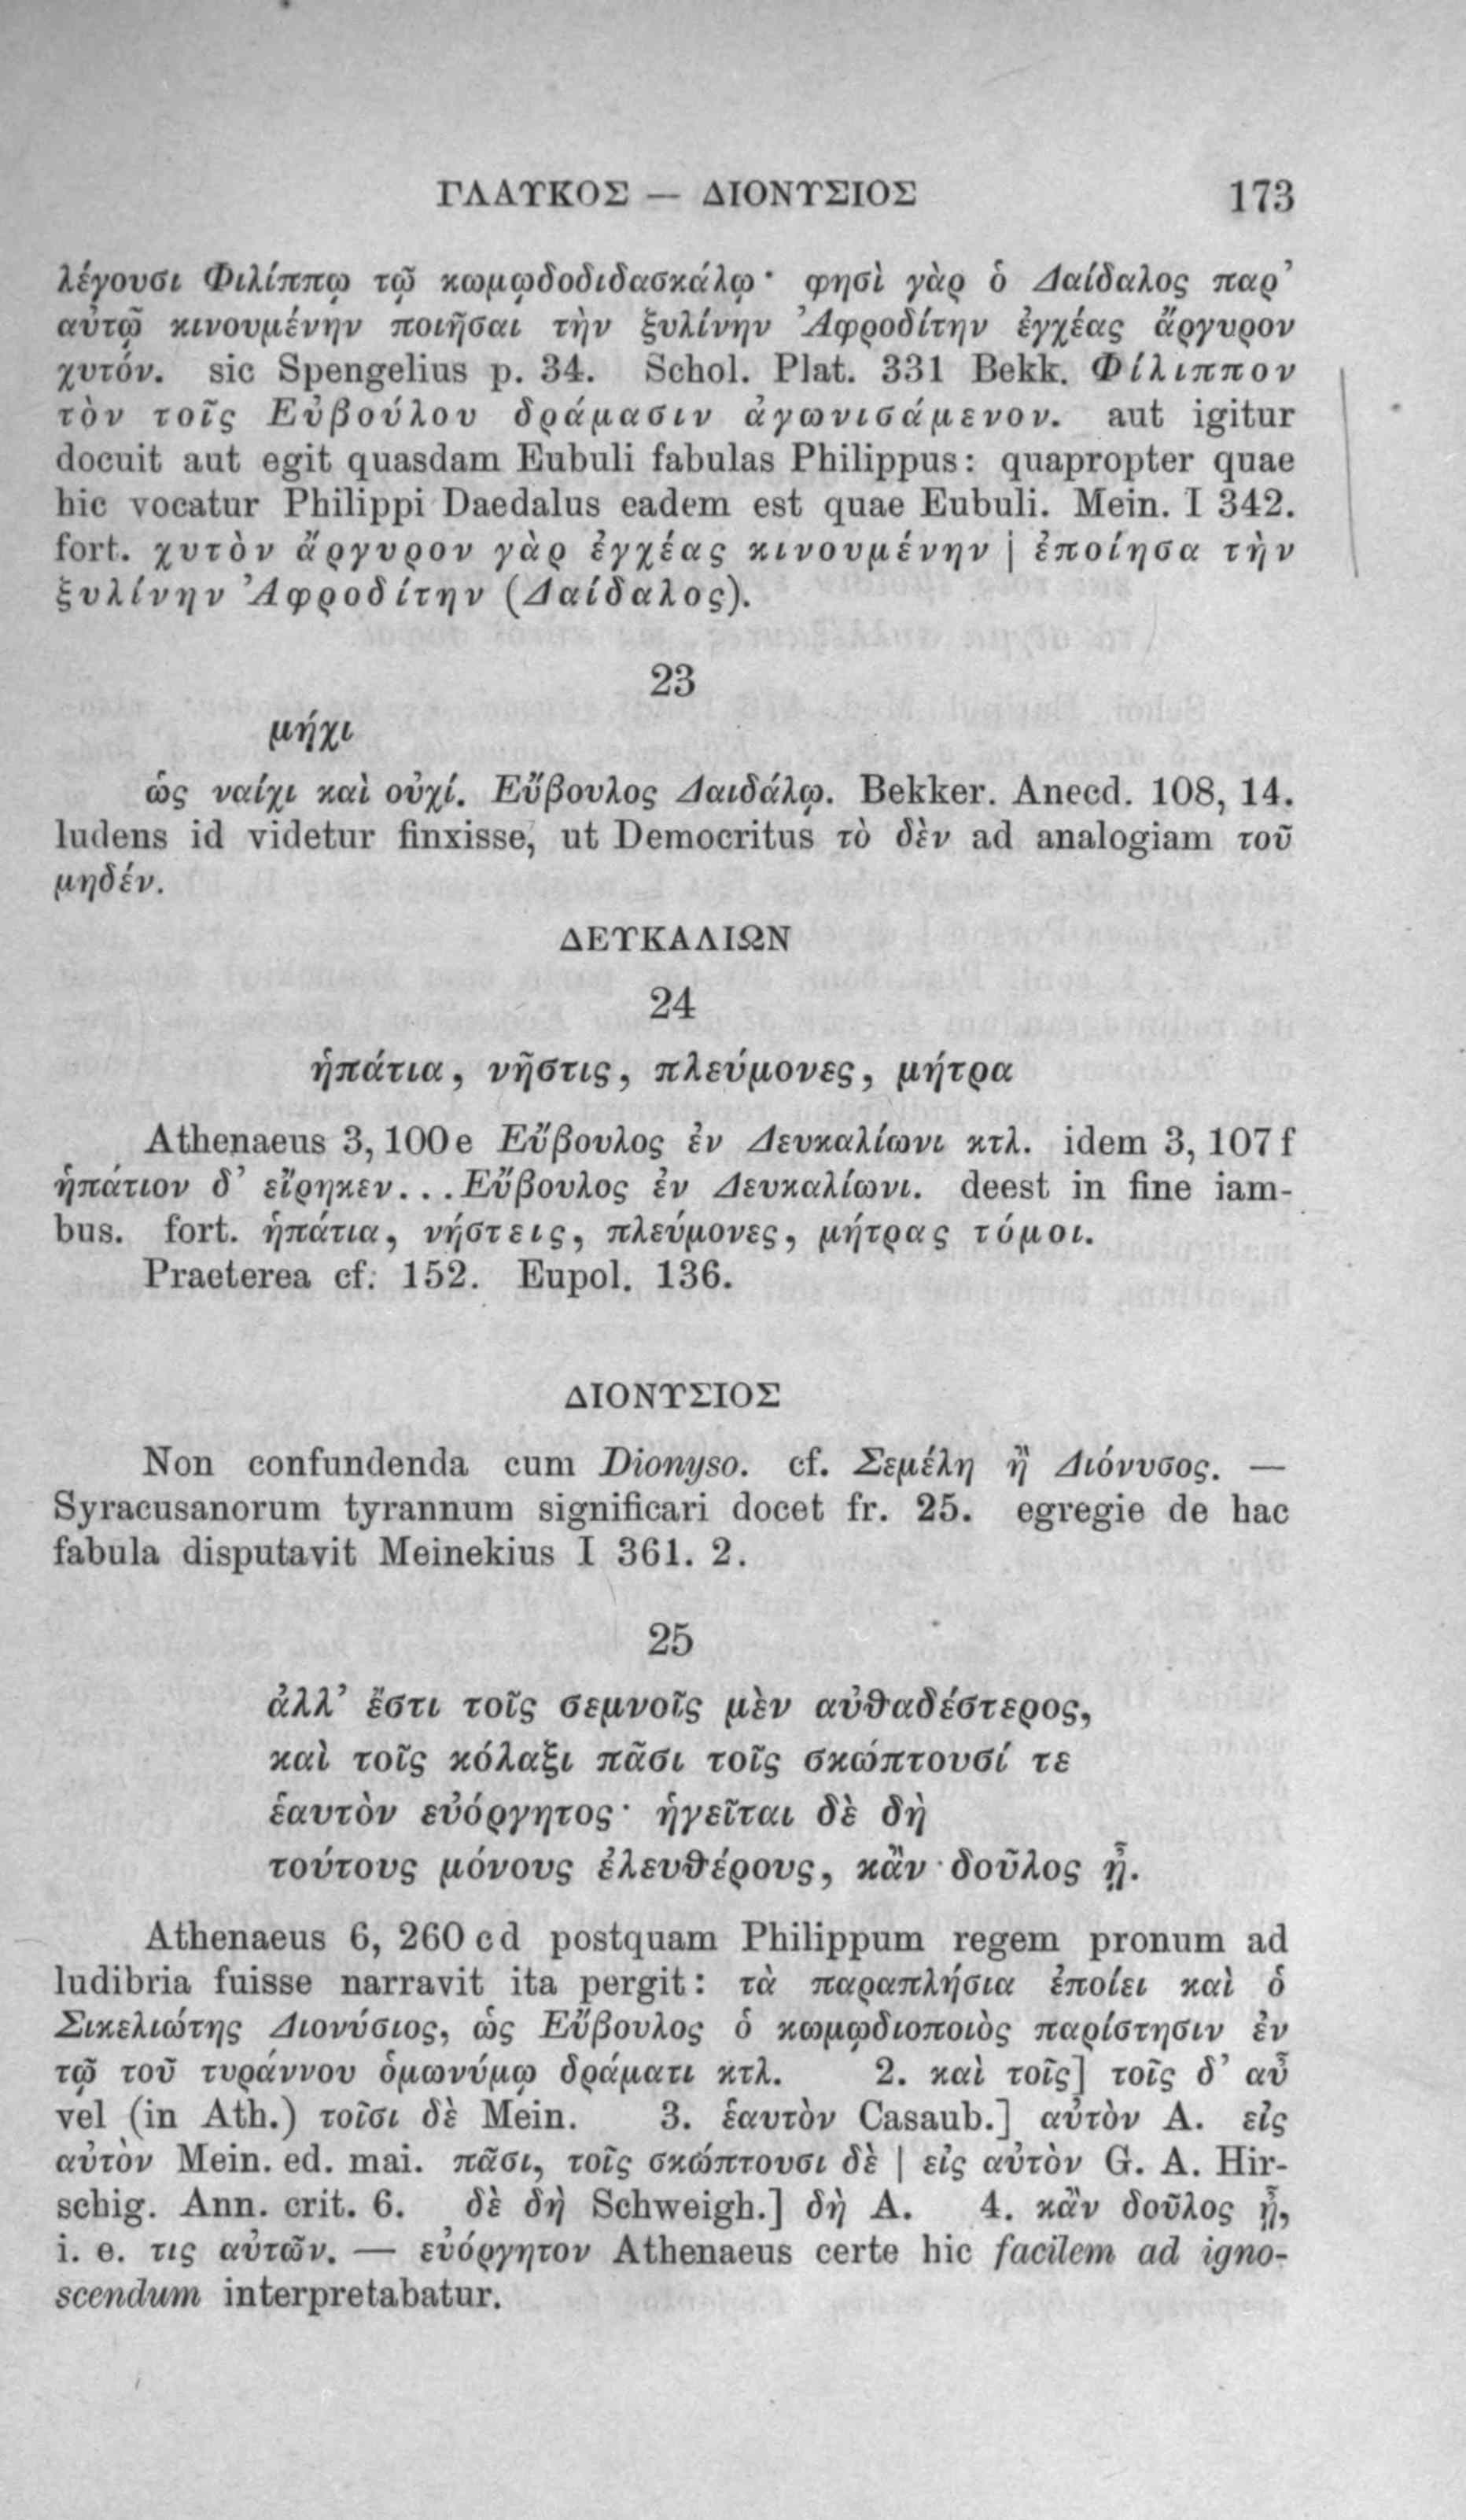 ΓΛΑΥΚΟΣ — ΔΙΟΝΥΣΙΟΣ 173
λέγουσι Φιλίππῳ τῷ κωμῳδοδιδασκάλῳ· φησὶ γὰρ ὁ Δαίδαλος παρ’
αὐτῷ κινουμένην ποιῆσαι τὴν ξυλίνην Ἀφροδίτην ἐγχέας ἄργυρον
χυτόν. sic Spengelius p. 34. Schol. Plat. 331 Bekk. Φίλιππον
τὸν τοῖς Εὐβούλου δράμασιν ἀγωνισάμενον. aut igitur
docuit aut egit quasdam Eubuli fabulas Philippus: quapropter quae
hic vocatur Philippi Daedalus eadem est quae Eubuli. Mein. I 342.
fort. χυτὸν ἄργυρον γὰρ ἐγχέας κινουμένην | ἐποίησα τὴν
ξυλίνην Ἀφροδίτην (Δαίδαλος).
23
μήχι
ὡς ναίχι καὶ οὐχί. Εὔβουλος Δαιδάλῳ. Bekker. Anecd. 108, 14.
ludens id videtur finxisse, ut Democritus τὸ δὲν ad analogiam τοῦ
μηδέν.
ΔΕΥΚΑΛΙΩΝ
24
ἡπάτια, νῆστις, πλεύμονες, μήτρα
Athenaeus 3, 100 e Εὔβουλος ἐν Δευκαλίωνι κτλ. idem 3, 107 f
ἡπάτιον δ’ εἴρηκεν... Εὔβουλος ἐν Δευκαλίωνι. deest in fine iam-
bus. fort. ἡπάτια, νήστεις, πλεύμονες, μήτρας τόμοι.
Praeterea cf. 152. Eupol. 136.
ΔΙΟΝΥΣΙΟΣ
Non confundenda cum Dionyso. cf. Σεμέλη ἢ Διόνυσος. —
Syracusanorum tyrannum significari docet fr. 25. egregie de hac
fabula disputavit Meinekius I 361. 2.
25
ἀλλ’ ἔστι τοῖς σεμνοῖς μὲν αὐθαδέστερος,
καὶ τοῖς κόλαξι πᾶσι τοῖς σκώπτουσί τε
ἑαυτὸν εὐόργητος· ἡγεῖται δὲ δὴ
τούτους μόνους ἐλευθέρους, κἂν δοῦλος ᾖ.
Athenaeus 6, 260 c d postquam Philippum regem pronum ad
ludibria fuisse narravit ita pergit: τὰ παραπλήσια ἐποίει καὶ ὁ
Σικελιώτης Διονύσιος, ὡς Εὔβουλος ὁ κωμῳδιοποιὸς παρίστησιν ἐν
τῷ τοῦ τυράννου ὁμωνύμῳ δράματι κτλ. 2. καὶ τοῖς] τοῖς δ’ αὖ
vel (in Ath.) τοῖσι δὲ Mein. 3. ἑαυτὸν Casaub.] αὐτὸν A. εἰς
αὐτὸν Mein. ed. mai. πᾶσι, τοῖς σκώπτουσι δὲ | εἰς αὐτὸν G. A. Hir-
schig. Ann. crit. 6. δὲ δὴ Schweigh.] δὴ A. 4. κἂν δοῦλος ᾖ,
i. e. τις αὐτῶν. — εὐόργητον Athenaeus certe hic facilem ad igno-
scendum interpretabatur.